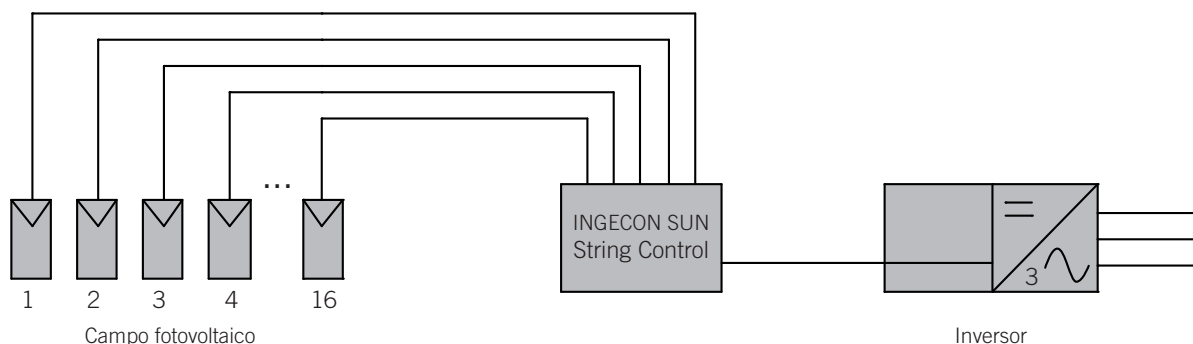 ...
INGECON SUN
String Control
3
1 2 3 4 16
Campo fotovoltaico
Inversor